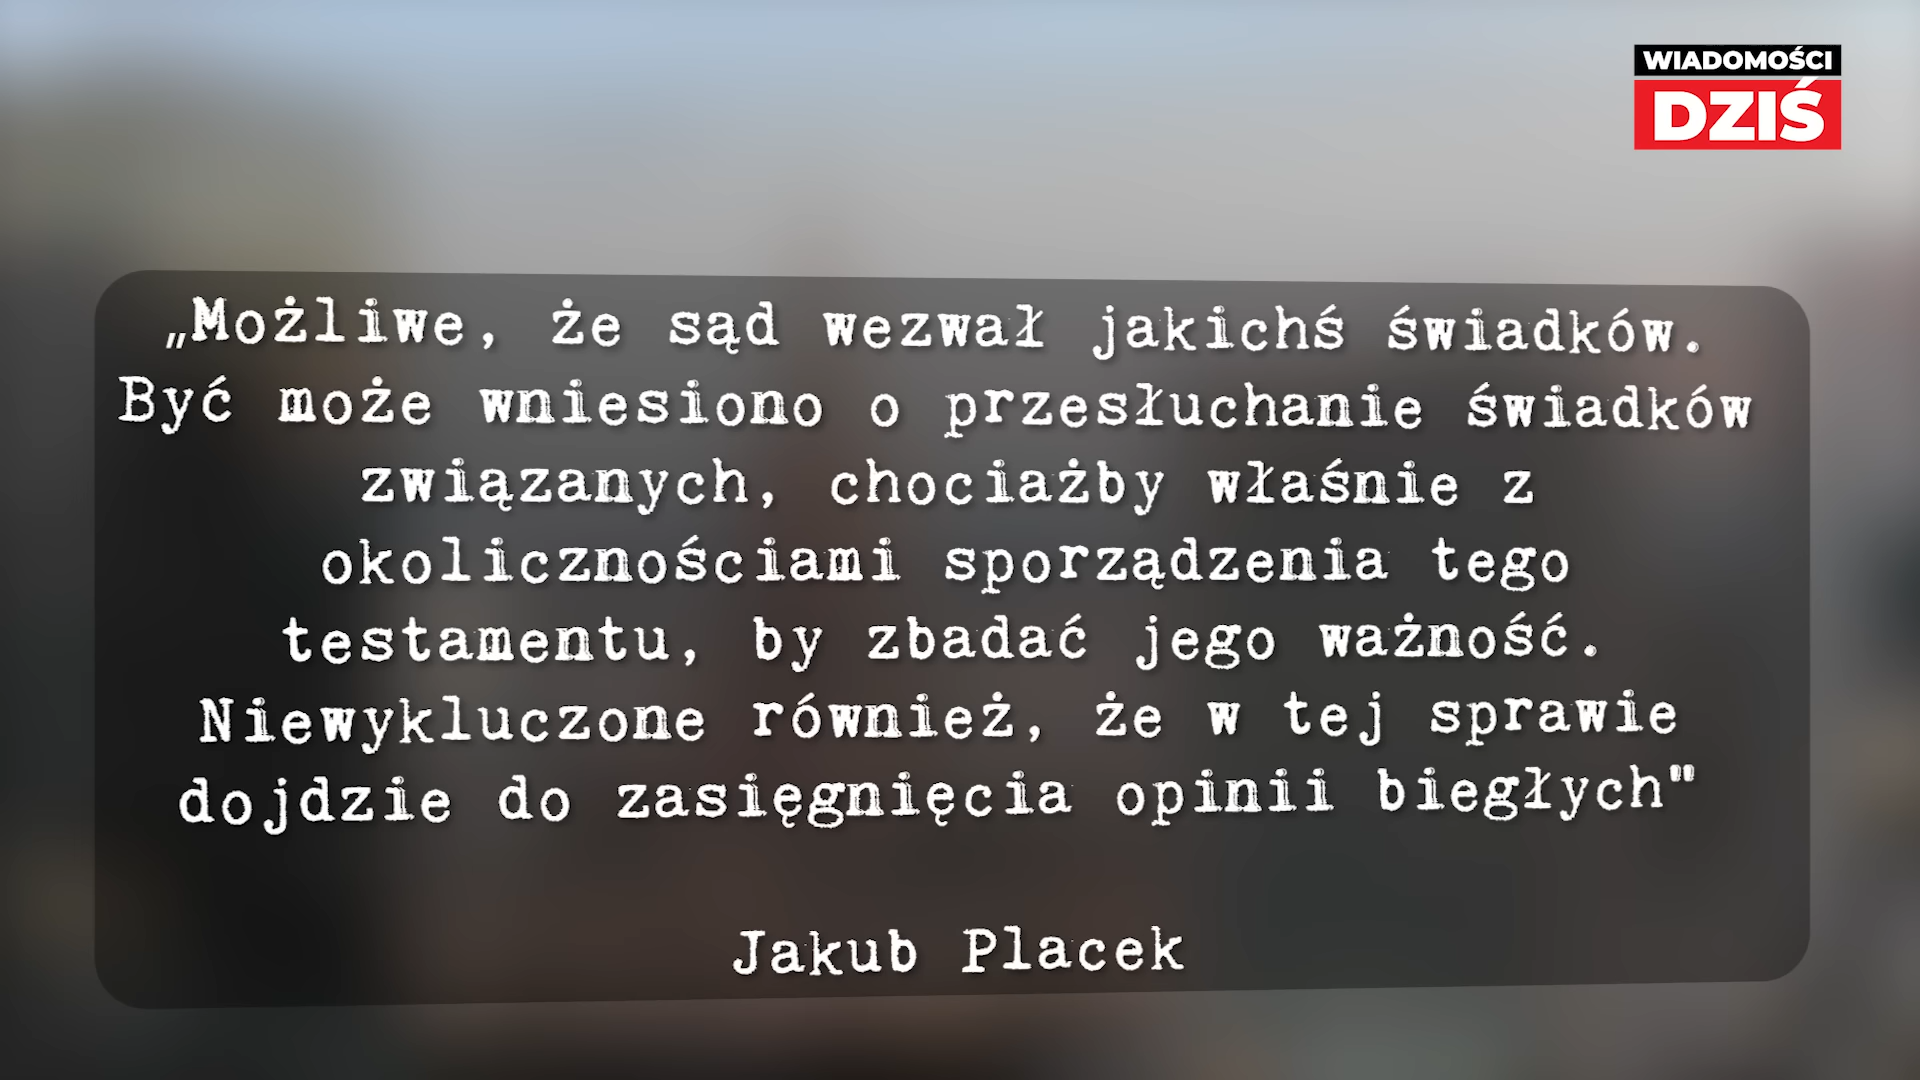 WIADOMOŚCI
DZIŚ
„Możliwe, że sąd wezwał jakichś świadków.
Być może wniesiono o przesłuchanie świadków
związanych, chociażby właśnie z
okolicznościami sporządzenia tego
testamentu, by zbadać jego ważność.
Niewykluczone również, że w tej sprawie
dojdzie do zasięgnięcia opinii biegłych"
Jakub Placek